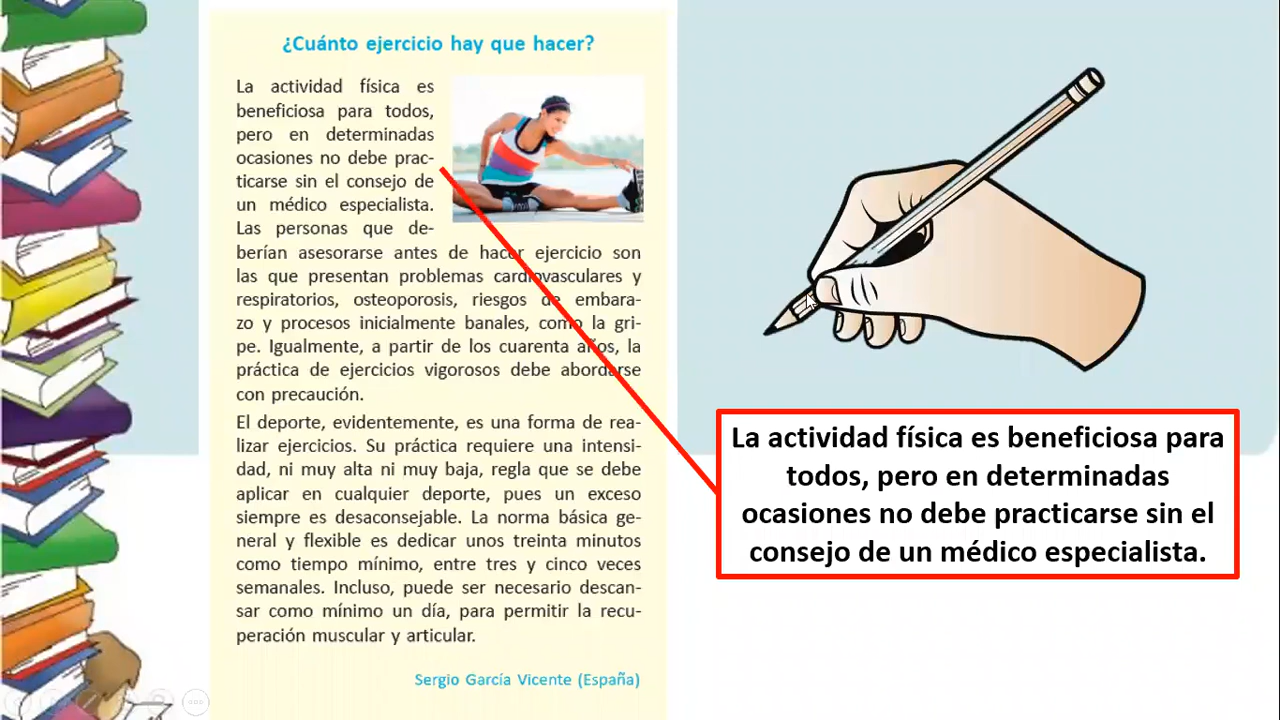 ¿Cuánto ejercicio hay que hacer?
La actividad física es
beneficiosa para todos,
pero en determinadas
ocasiones no debe prac-
ticarse sin el consejo de
un médico especialista.
Las personas que de-
berían asesorarse antes de hacer ejercicio son
las que presentan problemas cardiovasculares y
respiratorios, osteoporosis, riesgos de embara-
zo y procesos inicialmente banales, como la gri-
pe. Igualmente, a partir de los cuarenta años, la
práctica de ejercicios vigorosos debe abordarse
con precaución.
El deporte, evidentemente, es una forma de rea-
lizar ejercicios. Su práctica requiere una intensi-
dad, ni muy alta ni muy baja, regla que se debe
aplicar en cualquier deporte, pues un exceso
siempre es desaconsejable. La norma básica ge-
neral y flexible es dedicar unos treinta minutos
como tiempo mínimo, entre tres y cinco veces
semanales. Incluso, puede ser necesario descan-
sar como mínimo un día, para permitir la recu-
peración muscular y articular.
Sergio García Vicente (España)
La actividad física es beneficiosa para
todos, pero en determinadas
ocasiones no debe practicarse sin el
consejo de un médico especialista.